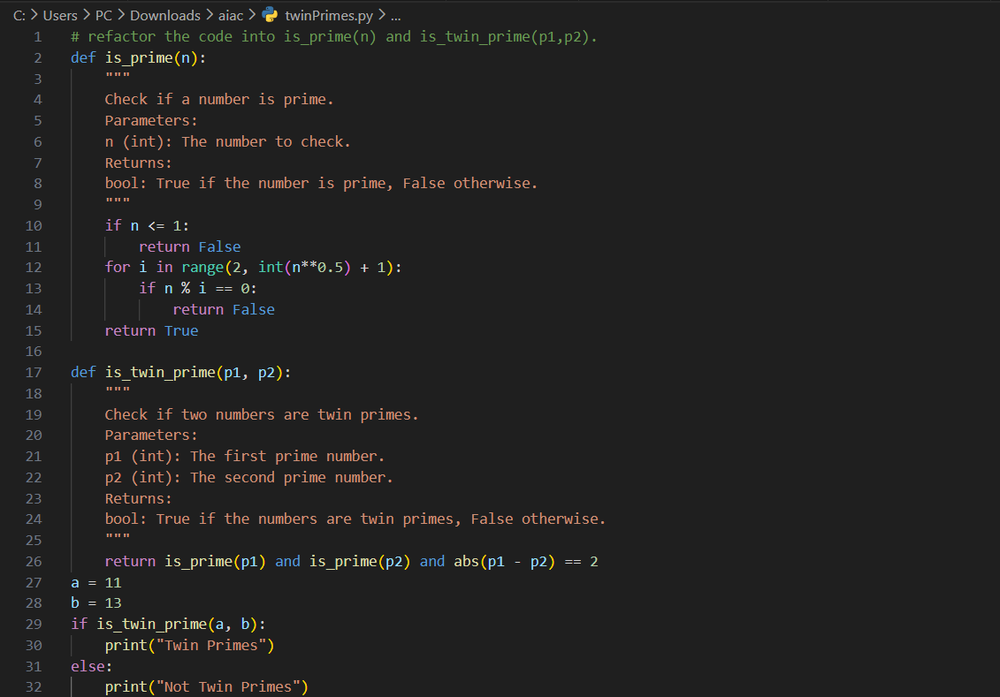 C: > Users > PC > Downloads > aiac > twinPrimes.py > ...
1 # refactor the code into is_prime(n) and is_twin_prime(p1,p2).
2 def is_prime(n):
3     """
4     Check if a number is prime.
5     Parameters:
6     n (int): The number to check.
7     Returns:
8     bool: True if the number is prime, False otherwise.
9     """
10     if n <= 1:
11         return False
12     for i in range(2, int(n**0.5) + 1):
13         if n % i == 0:
14             return False
15     return True
16
17 def is_twin_prime(p1, p2):
18     """
19     Check if two numbers are twin primes.
20     Parameters:
21     p1 (int): The first prime number.
22     p2 (int): The second prime number.
23     Returns:
24     bool: True if the numbers are twin primes, False otherwise.
25     """
26     return is_prime(p1) and is_prime(p2) and abs(p1 - p2) == 2
27 a = 11
28 b = 13
29 if is_twin_prime(a, b):
30     print("Twin Primes")
31 else:
32     print("Not Twin Primes")